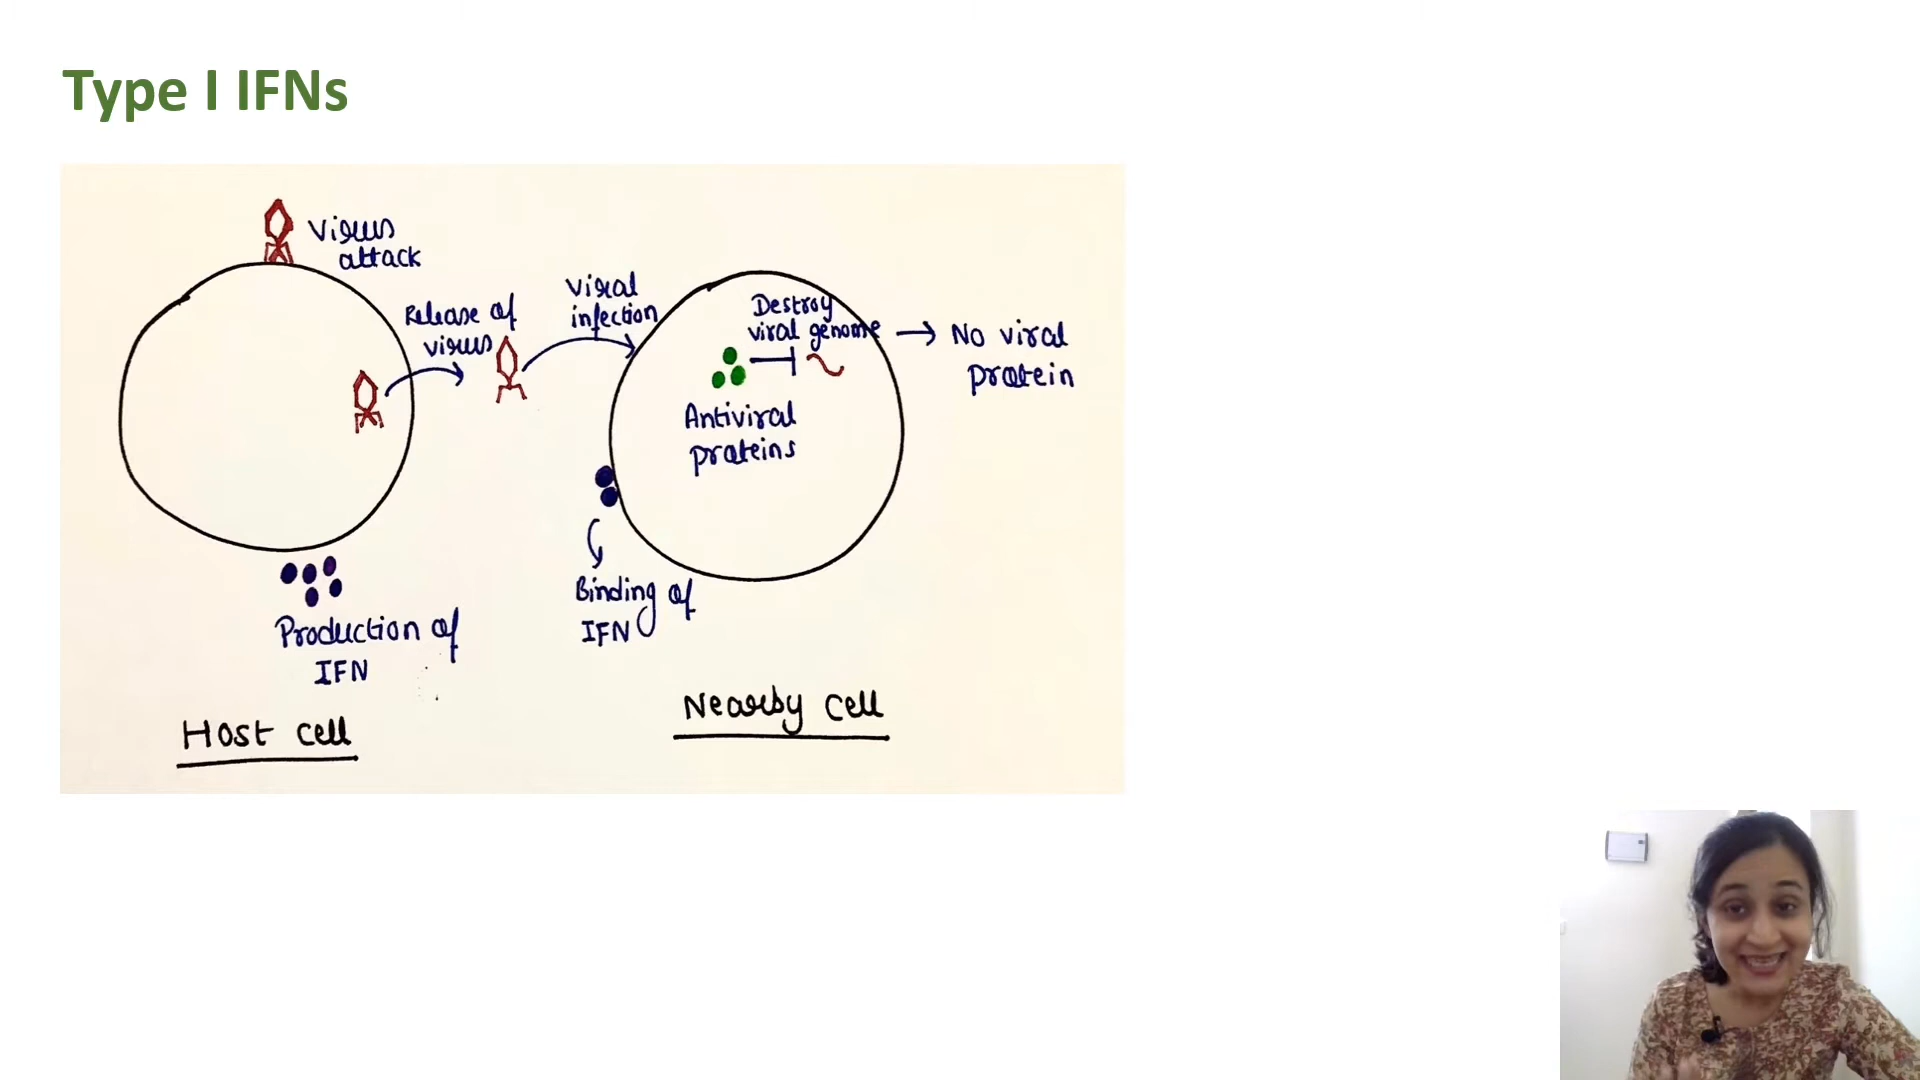 Type I IFNs
Virus
attack
Release of
virus
Viral
infection
Destroy
viral genome
No viral
protein
Antiviral
proteins
Binding of
IFN
Production of
IFN
Host cell
Nearby cell